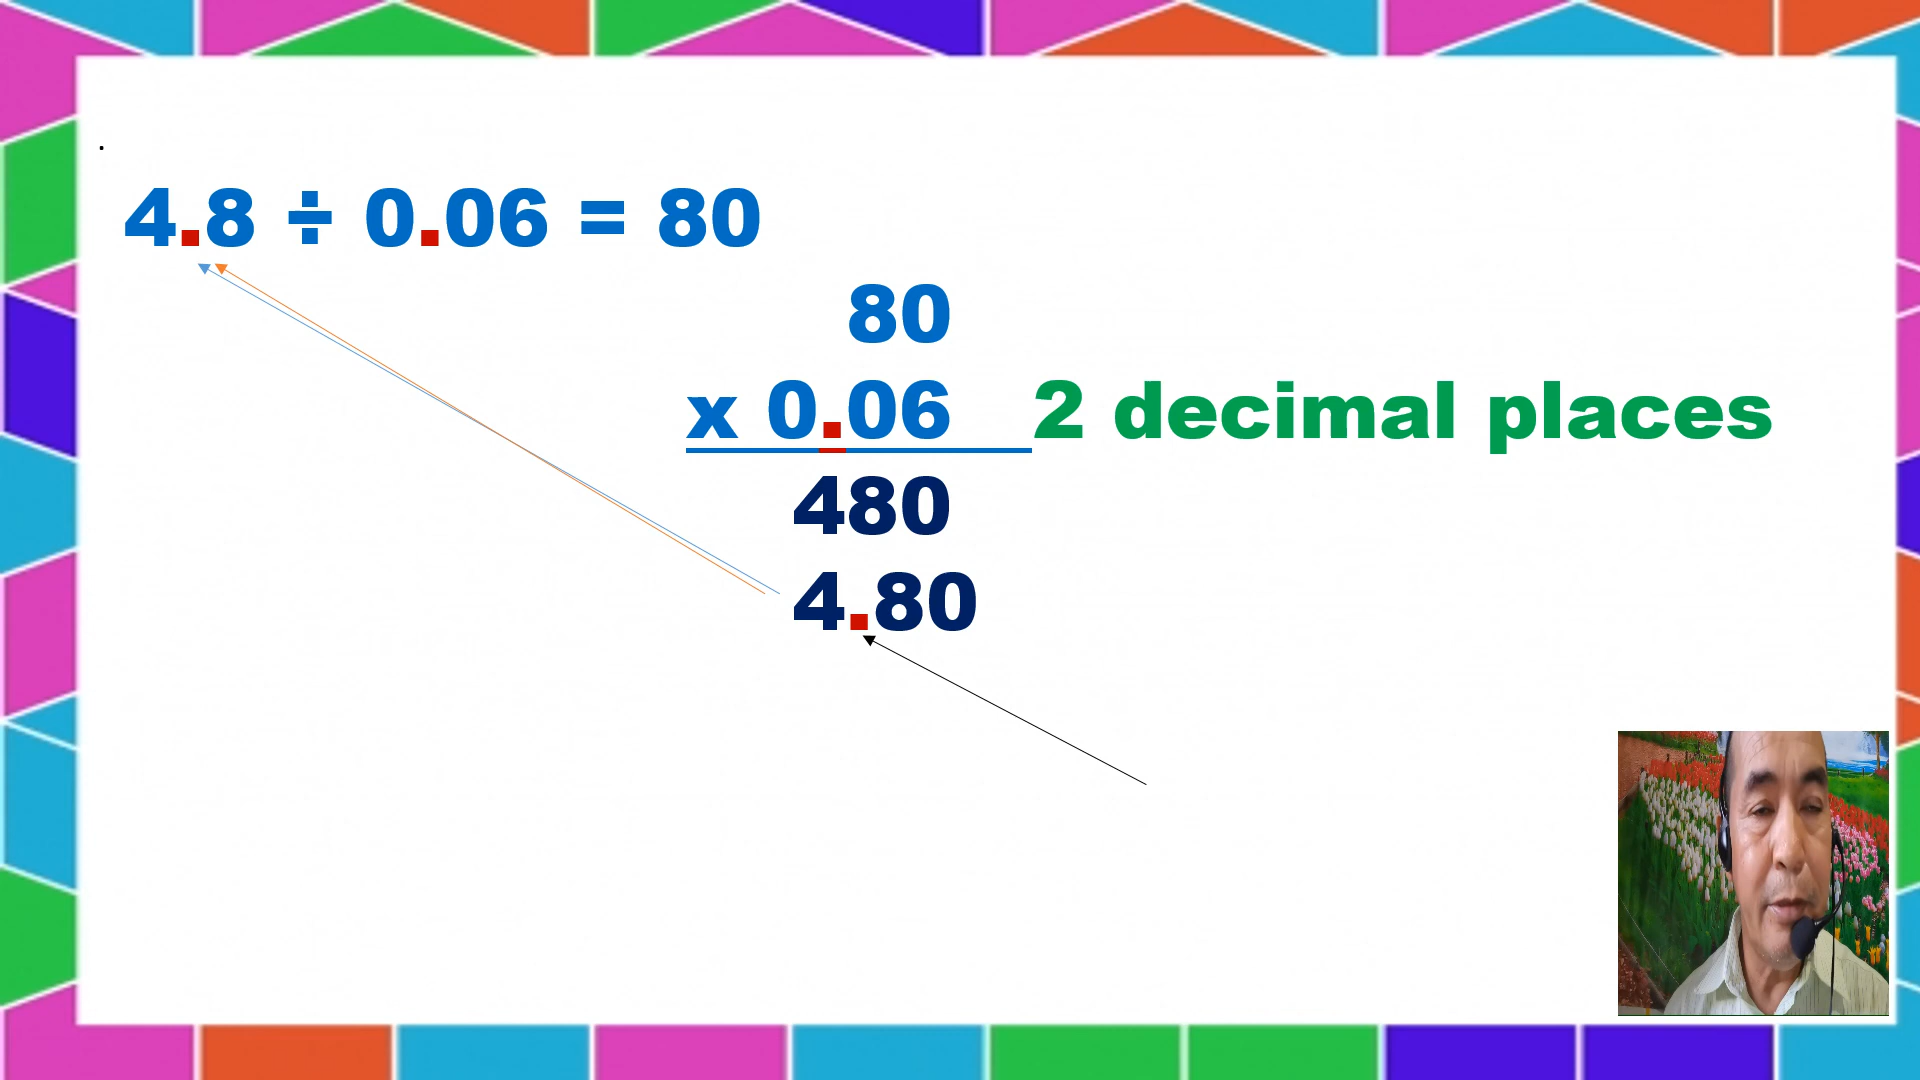 .
4.8 ÷ 0.06 = 80
80
x 0.06 2 decimal places
480
4.80